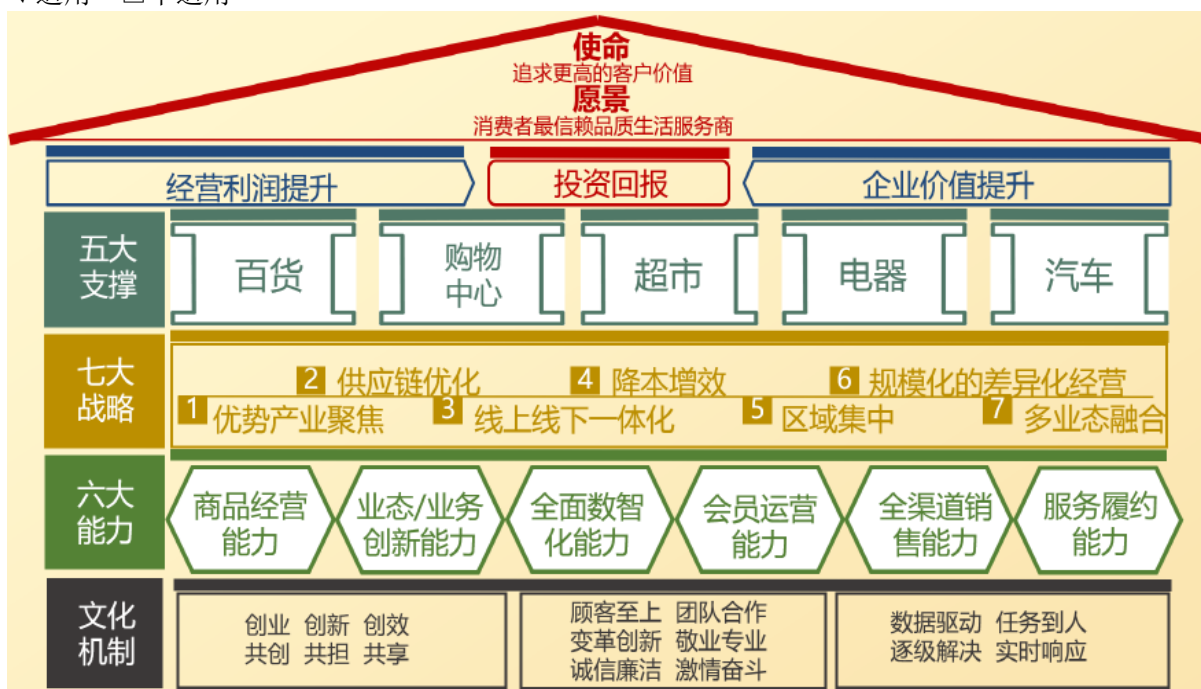 使命
追求更高的客户价值
愿景
消费者最信赖品质生活服务商
经营利润提升
投资回报
企业价值提升
五大
支撑
百货
购物
中心
超市
电器
汽车
七大
战略
2 供应链优化
4 降本增效
6 规模化的差异化经营
1 优势产业聚焦
3 线上线下一体化
5 区域集中
7 多业态融合
六大
能力
商品经营
能力
业态/业务
创新能力
全面数智
化能力
会员运营
能力
全渠道销
售能力
服务履约
能力
文化
机制
创业 创新 创效
共创 共担 共享
顾客至上 团队合作
变革创新 敬业专业
诚信廉洁 激情奋斗
数据驱动 任务到人
逐级解决 实时响应